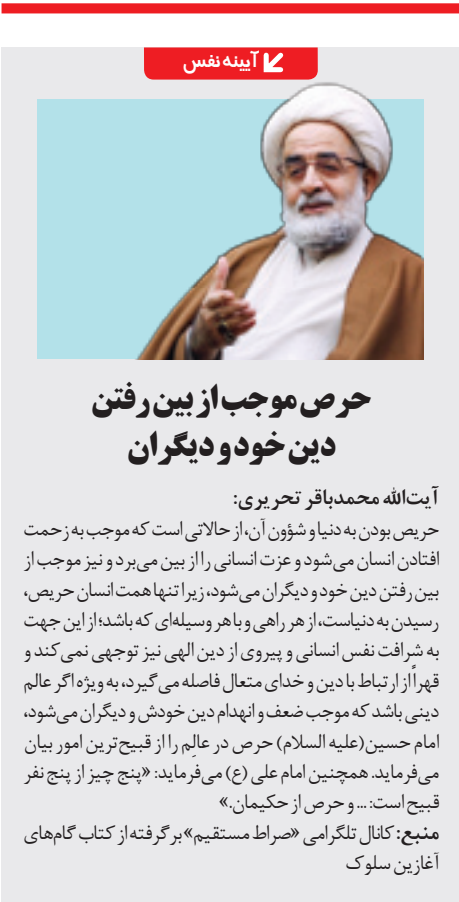 آیینه نفس
حرص موجب از بین رفتن
دین خود و دیگران
آیت‌الله محمدباقر تحریری:
حریص بودن به دنیا و شؤون آن، از حالاتی است که موجب به زحمت
افتادن انسان می‌شود و عزت انسانی را از بین می‌برد و نیز موجب از
بین رفتن دین خود و دیگران می‌شود، زیرا تنها همت انسان حریص،
رسیدن به دنیاست، از هر راهی و با هر وسیله‌ای که باشد؛ از این جهت
به شرافت نفس انسانی و پیروی از دین الهی نیز توجهی نمی‌کند و
قهراً از ارتباط با دین و خدای متعال فاصله می‌گیرد، به ویژه اگر عالم
دینی باشد که موجب ضعف و انهدام دین خودش و دیگران می‌شود،
امام حسین(علیه السلام) حرص در عالِم را از قبیح‌ترین امور بیان
می‌فرماید. همچنین امام علی (ع) می‌فرماید: «پنج چیز از پنج نفر
قبیح است: ... و حرص از حکیمان.»
منبع: کانال تلگرامی «صراط مستقیم» برگرفته از کتاب گام‌های
آغازین سلوک